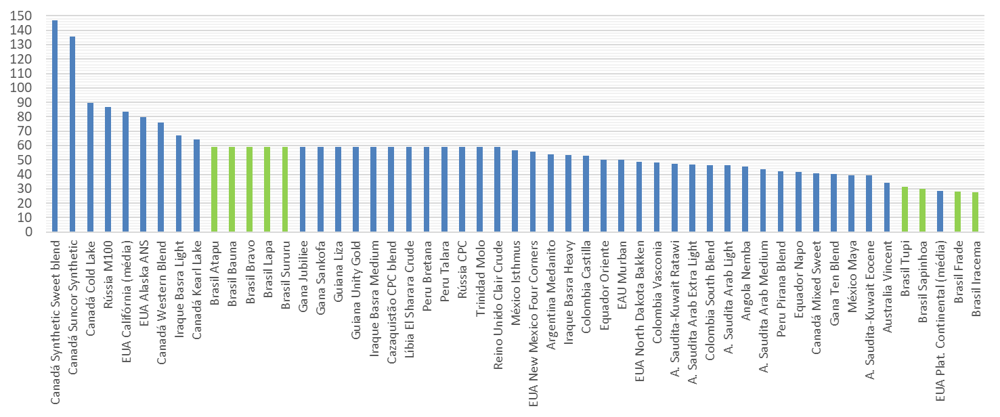 150
140
130
120
110
100
90
80
70
60
50
40
30
20
10
0
Canadá Synthetic Sweet blend
Canadá Suncor Synthetic
Canadá Cold Lake
Rússia M100
EUA Califórnia (média)
EUA Alaska ANS
Canadá Western Blend
Iraque Basra Light
Canadá Kearl Lake
Brasil Atapu
Brasil Bauna
Brasil Bravo
Brasil Lapa
Brasil Sururu
Gana Jubiliee
Gana Sankofa
Guiana Liza
Guiana Unity Gold
Iraque Basra Medium
Cazaquistão CPC blend
Líbia El Sharara Crude
Peru Bretana
Peru Talara
Rússia CPC
Trinidad Molo
Reino Unido Clair Crude
México Isthmus
EUA New Mexico Four Corners
Argentina Medanito
Iraque Basra Heavy
Colombia Castilla
Equador Oriente
EAU Murban
EUA North Dakota Bakken
Colombia Vasconia
A. Saudita-Kuwait Ratawi
A. Saudita Arab Extra Light
Colombia South Blend
A. Saudita Arab Light
Angola Nemba
A. Saudita Arab Medium
Peru Pirana Blend
Equador Napo
Canadá Mixed Sweet
Gana Ten Blend
México Maya
A. Saudita-Kuwait Eocene
Australia Vincent
Brasil Tupi
Brasil Sapinhoa
EUA Plat. Continental (média)
Brasil Frade
Brasil Iracema